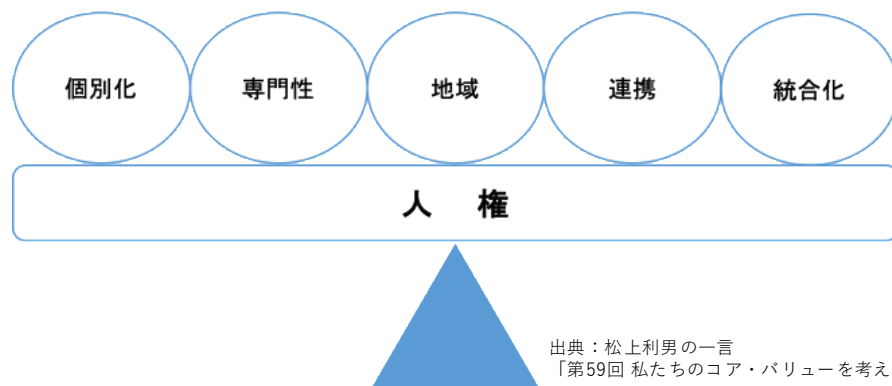 個別化 専門性 地域 連携 統合化
人 権
出典：松上利男の一言
「第59回 私たちのコア・バリューを考え